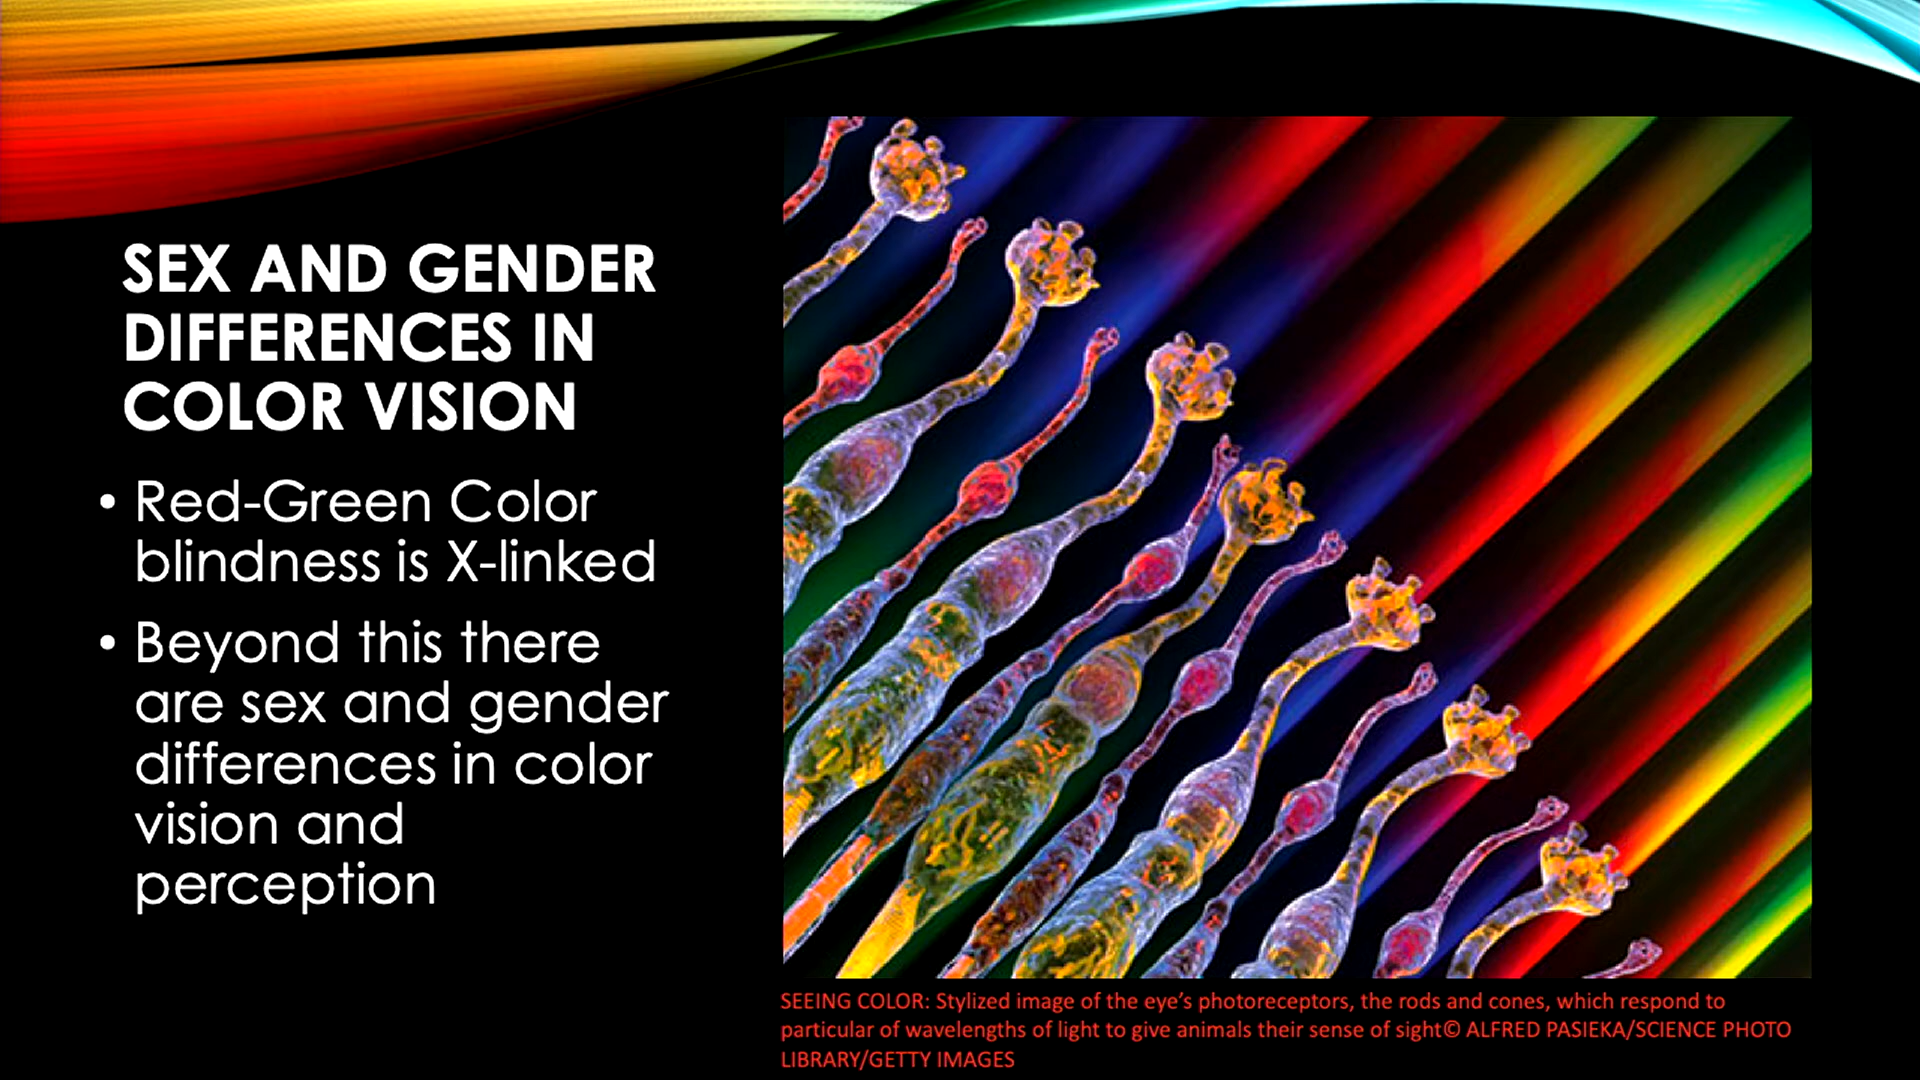 SEX AND GENDER
DIFFERENCES IN
COLOR VISION
• Red-Green Color
blindness is X-linked
• Beyond this there
are sex and gender
differences in color
vision and
perception
SEEING COLOR: Stylized image of the eye’s photoreceptors, the rods and cones, which respond to
particular of wavelengths of light to give animals their sense of sight© ALFRED PASIEKA/SCIENCE PHOTO
LIBRARY/GETTY IMAGES